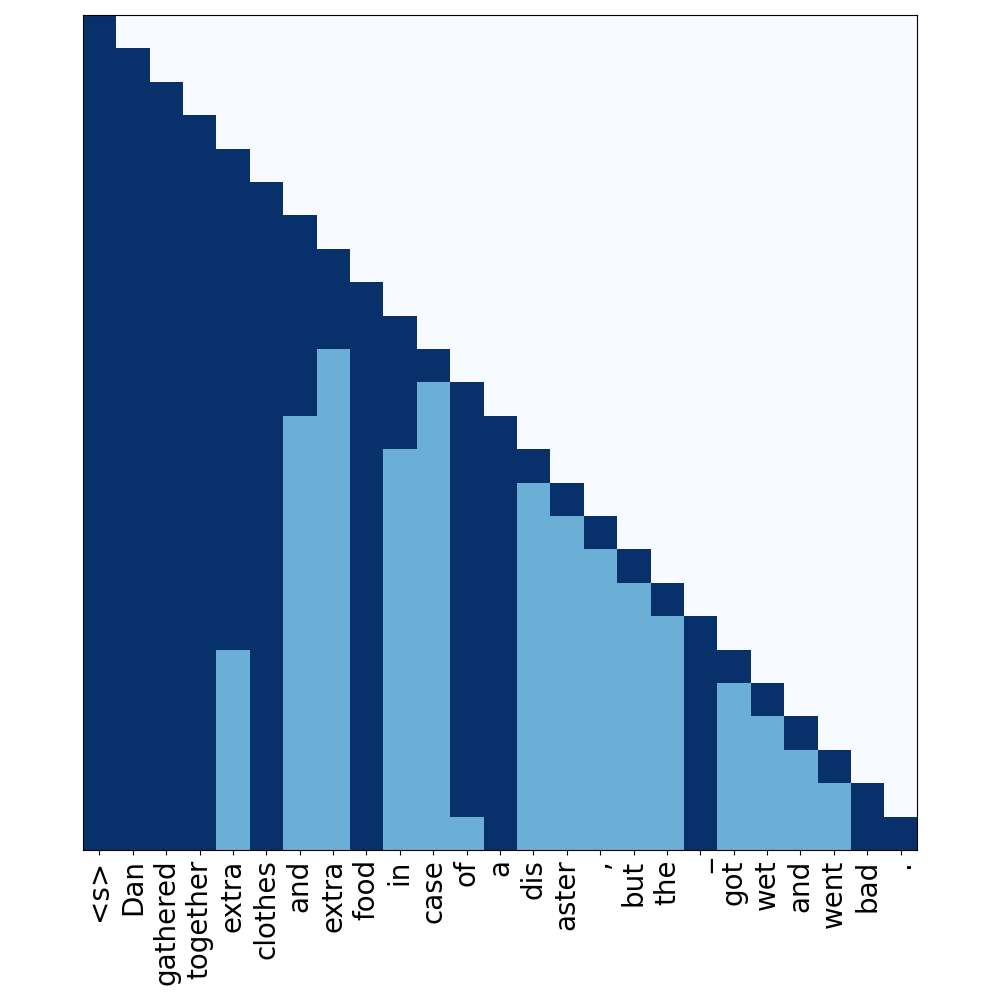 <s> Dan gathered together extra clothes and extra food in case of a dis aster , but the _ got wet and went bad .